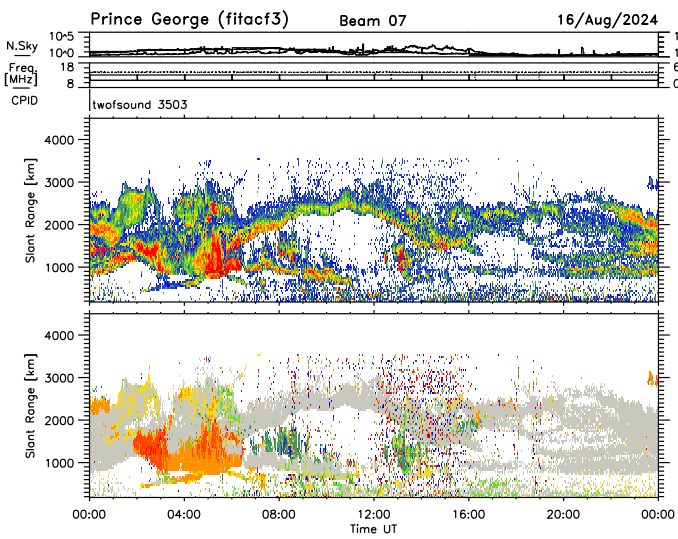 Prince George (fitacf3) Beam 07 16/Aug/2024
N.Sky 10^5 10^0
Freq. [MHz] 18 8 6 0
CPID twofsound 3503
Slant Range [km] 4000 3000 2000 1000
Slant Range [km] 4000 3000 2000 1000
00:00 04:00 08:00 12:00 16:00 20:00 00:00
Time UT